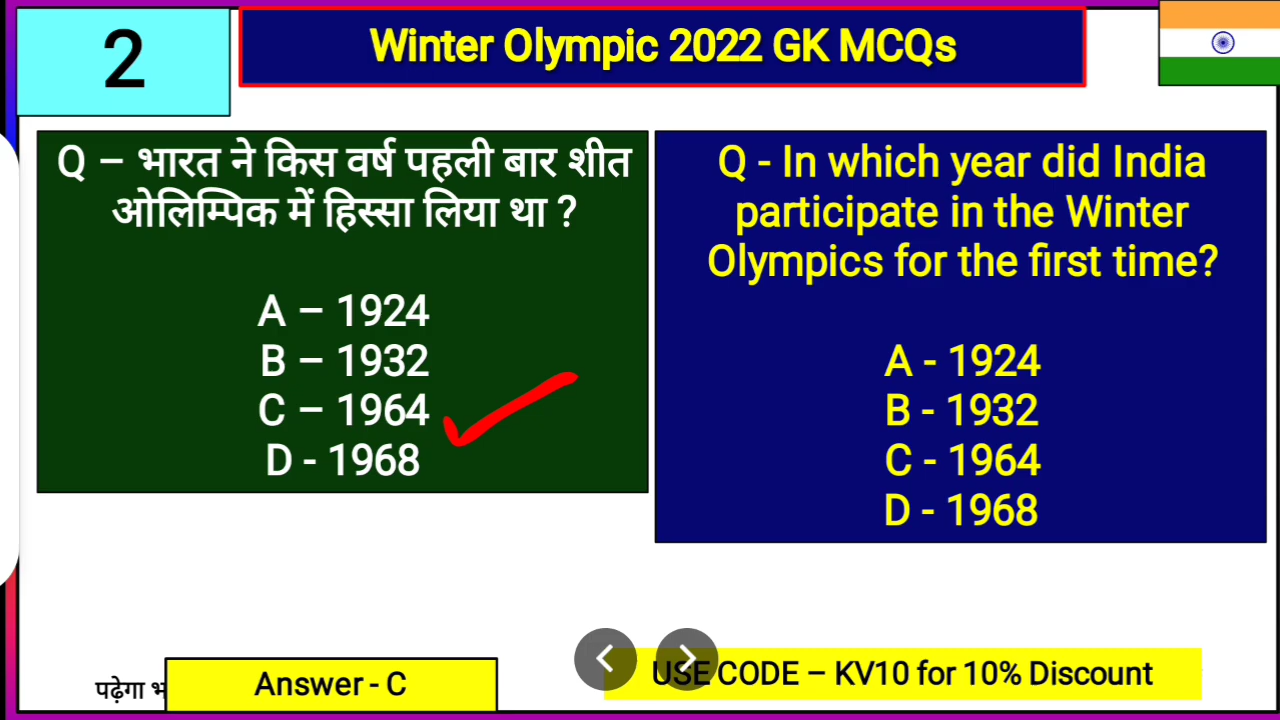 2
Winter Olympic 2022 GK MCQs
Q – भारत ने किस वर्ष पहली बार शीत
ओलिम्पिक में हिस्सा लिया था ?
A – 1924
B – 1932
C – 1964
D - 1968
Q - In which year did India
participate in the Winter
Olympics for the first time?
A - 1924
B - 1932
C - 1964
D - 1968
पढ़ेगा
Answer - C
USE CODE – KV10 for 10% Discount